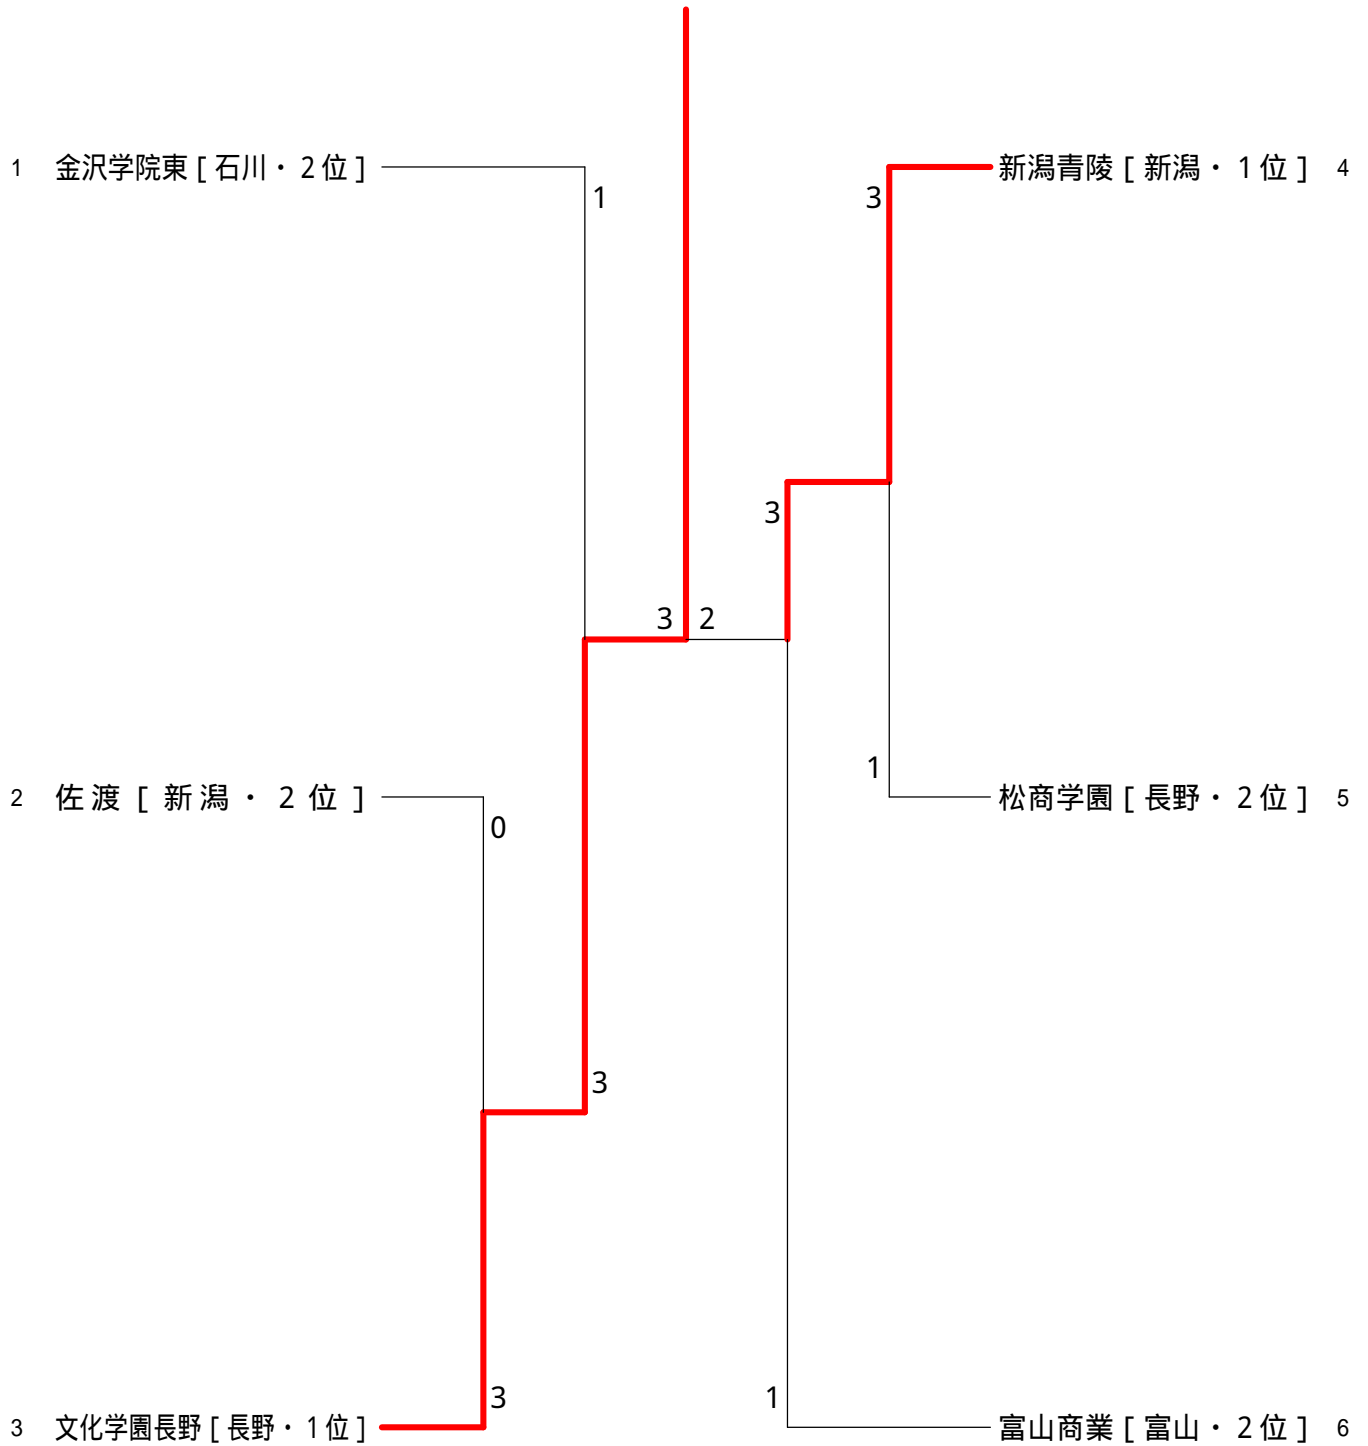 1 金沢学院東 [ 石川・ 2 位 ]
新潟青陵 [ 新潟・ 1 位 ] 4
1
3
3
3 2
1
2 佐 渡 [ 新 潟 ・ 2 位 ]
松商学園 [ 長野・ 2 位 ] 5
0
3
3
1
3 文化学園長野 [ 長野・ 1 位 ]
富山商業 [ 富山・ 2 位 ] 6